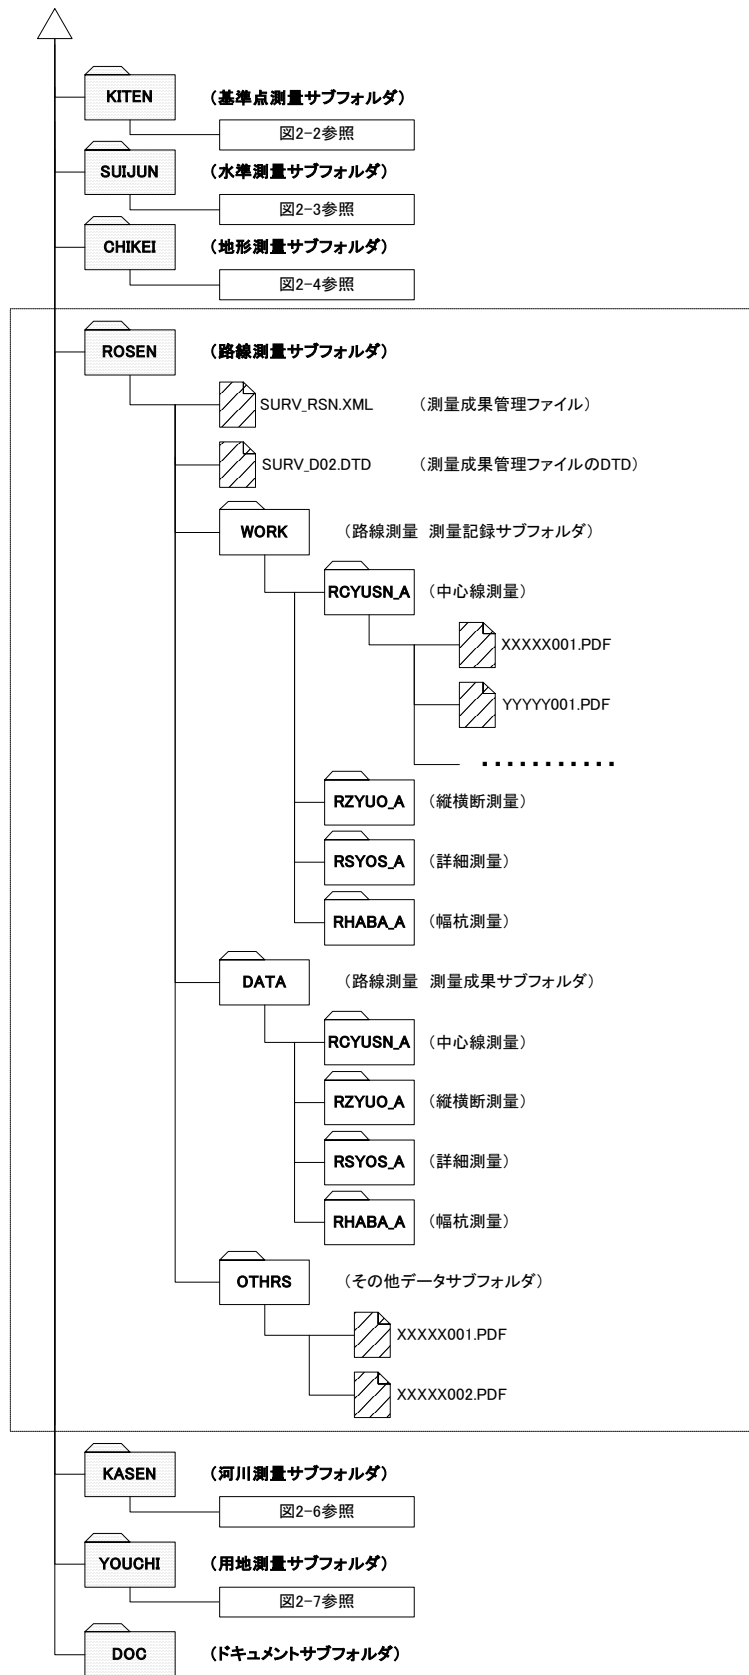 KITEN （基準点測量サブフォルダ）
図2-2参照
SUIJUN （水準測量サブフォルダ）
図2-3参照
CHIKEI （地形測量サブフォルダ）
図2-4参照
ROSEN （路線測量サブフォルダ）
SURV_RSN.XML （測量成果管理ファイル）
SURV_D02.DTD （測量成果管理ファイルのDTD）
WORK （路線測量 測量記録サブフォルダ）
RCYUSN_A （中心線測量）
XXXXX001.PDF
YYYYY001.PDF
・・・・・・・・・・・
RZYUO_A （縦横断測量）
RSYOS_A （詳細測量）
RHABA_A （幅杭測量）
DATA （路線測量 測量成果サブフォルダ）
RCYUSN_A （中心線測量）
RZYUO_A （縦横断測量）
RSYOS_A （詳細測量）
RHABA_A （幅杭測量）
OTHRS （その他データサブフォルダ）
XXXXX001.PDF
XXXXX002.PDF
KASEN （河川測量サブフォルダ）
図2-6参照
YOUCHI （用地測量サブフォルダ）
図2-7参照
DOC （ドキュメントサブフォルダ）